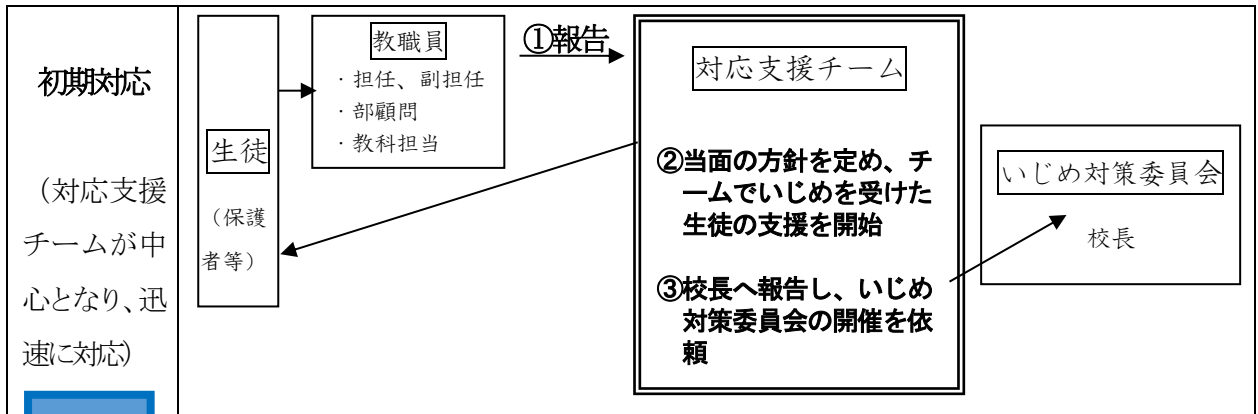 初期対応
（対応支援
チームが中
心となり、迅
速に対応）
生徒
（保護
者等）
教職員
・担任、副担任
・部顧問
・教科担当
①報告
対応支援チーム
②当面の方針を定め、チ
ームでいじめを受けた
生徒の支援を開始
③校長へ報告し、いじめ
対策委員会の開催を依
頼
いじめ対策委員会
校長